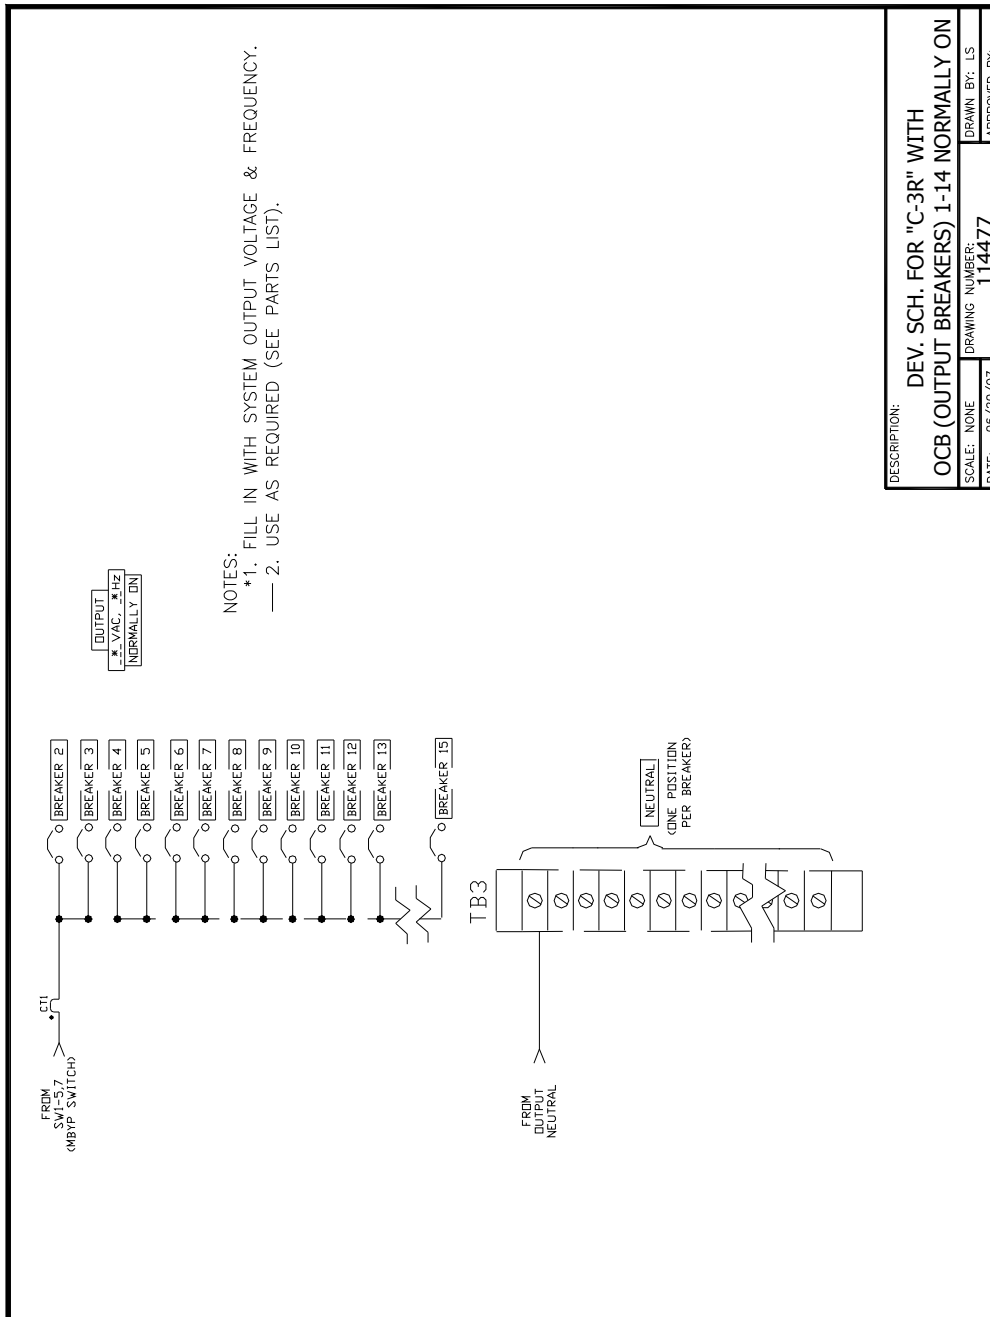 FROM
SW1-5,7
(MBYP SWITCH)
CT1
BREAKER 2
BREAKER 3
BREAKER 4
BREAKER 5
BREAKER 6
BREAKER 7
BREAKER 8
BREAKER 9
BREAKER 10
BREAKER 11
BREAKER 12
BREAKER 13
BREAKER 15
OUTPUT
__*_VAC, _*Hz
NORMALLY ON
NOTES:
*1. FILL IN WITH SYSTEM OUTPUT VOLTAGE & FREQUENCY.
— 2. USE AS REQUIRED (SEE PARTS LIST).
TB3
FROM
OUTPUT
NEUTRAL
NEUTRAL
(ONE POSITION
PER BREAKER)
DESCRIPTION:
DEV. SCH. FOR "C-3R" WITH
OCB (OUTPUT BREAKERS) 1-14 NORMALLY ON
SCALE: NONE
DRAWING NUMBER:
114477
DRAWN BY: LS